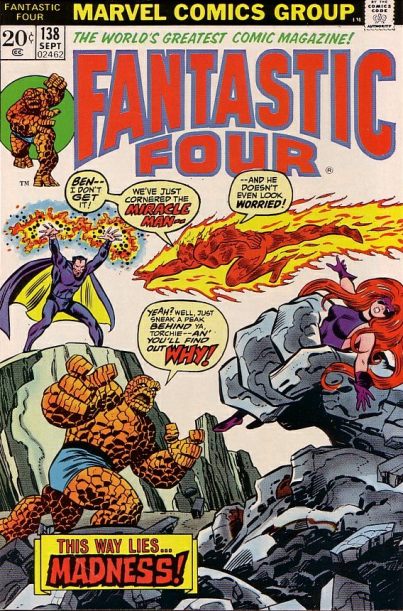 FANTASTIC
FOUR
MARVEL COMICS GROUP
20¢
138
SEPT
02462
CC
APPROVED
BY THE
COMICS
CODE
AUTHORITY
THE WORLD'S GREATEST COMIC MAGAZINE!
FANTASTIC
FOUR
®
TM
BEN--
I DON'T
GET
IT!
WE'VE JUST
CORNERED THE
MIRACLE
MAN--
--AND HE
DOESN'T
EVEN LOOK
WORRIED!
YEAH? WELL, JUST
SNEAK A PEAK
BEHIND YA,
TORCHIE--AN'
YOU'LL FIND
OUT WHY!
THIS WAY LIES...
MADNESS!